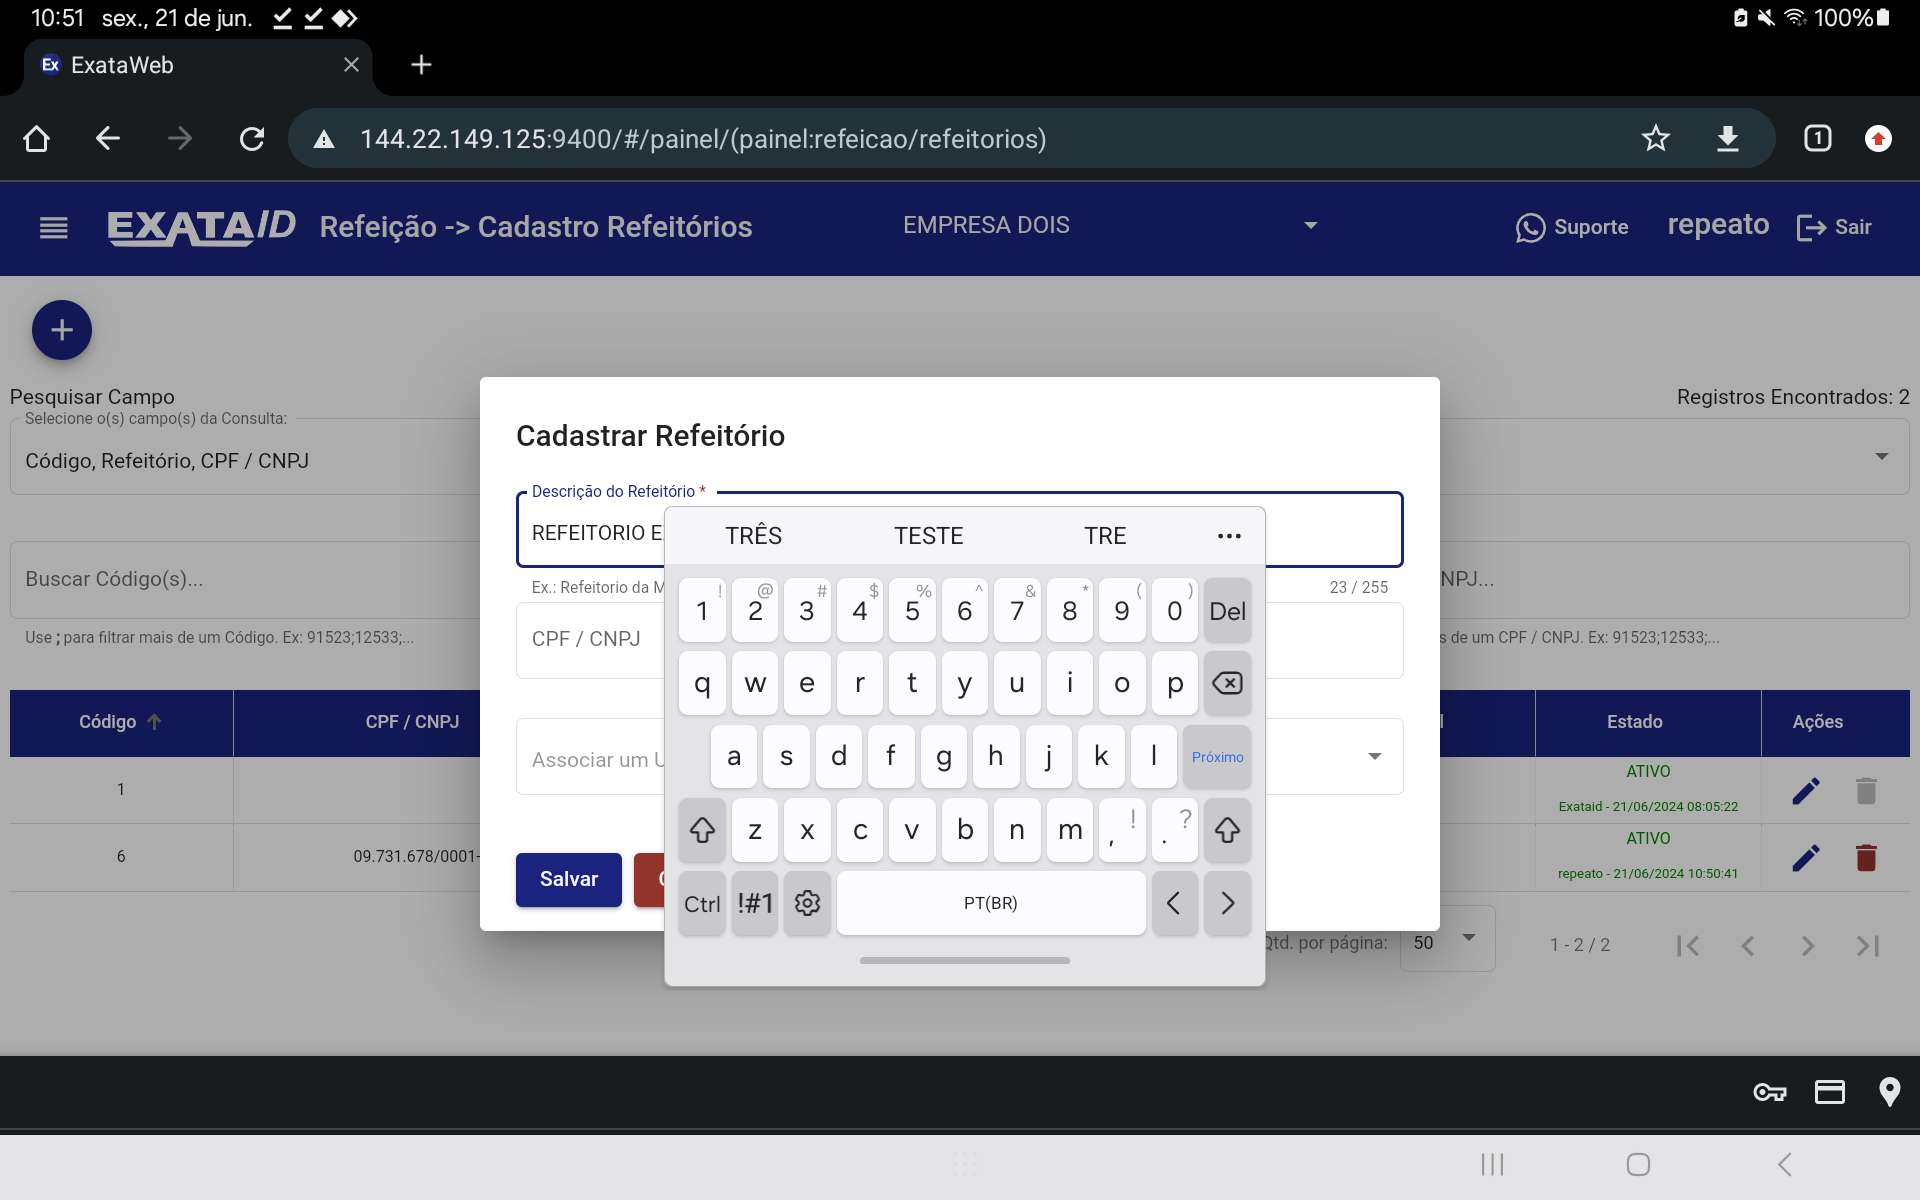 10:51 sex., 21 de jun.
100%
Ex ExataWeb
144.22.149.125:9400/#/painel/(painel:refeicao/refeitorios)
1
EXATAID Refeição -> Cadastro Refeitórios EMPRESA DOIS Suporte repeato Sair
Pesquisar Campo
Registros Encontrados: 2
Selecione o(s) campo(s) da Consulta:
Código, Refeitório, CPF / CNPJ
Cadastrar Refeitório
Descrição do Refeitório *
REFEITORIO E
Ex.: Refeitorio da
23 / 255
CPF / CNPJ
Associar um
Salvar
Buscar Código(s)...
NPJ...
Use ; para filtrar mais de um Código. Ex: 91523;12533;...
s de um CPF / CNPJ. Ex: 91523;12533;...
Código CPF / CNPJ Estado Ações
1
ATIVO
Exataid - 21/06/2024 08:05:22
6 09.731.678/0001-
ATIVO
repeato - 21/06/2024 10:50:41
Qtd. por página: 50 1 - 2 / 2
TRÊS TESTE TRE ...
! @ # $ % ^ & * ( )
1 2 3 4 5 6 7 8 9 0 Del
q w e r t y u i o p
a s d f g h j k l Próximo
z x c v b n m , ! . ?
Ctrl !#1 PT(BR) < >